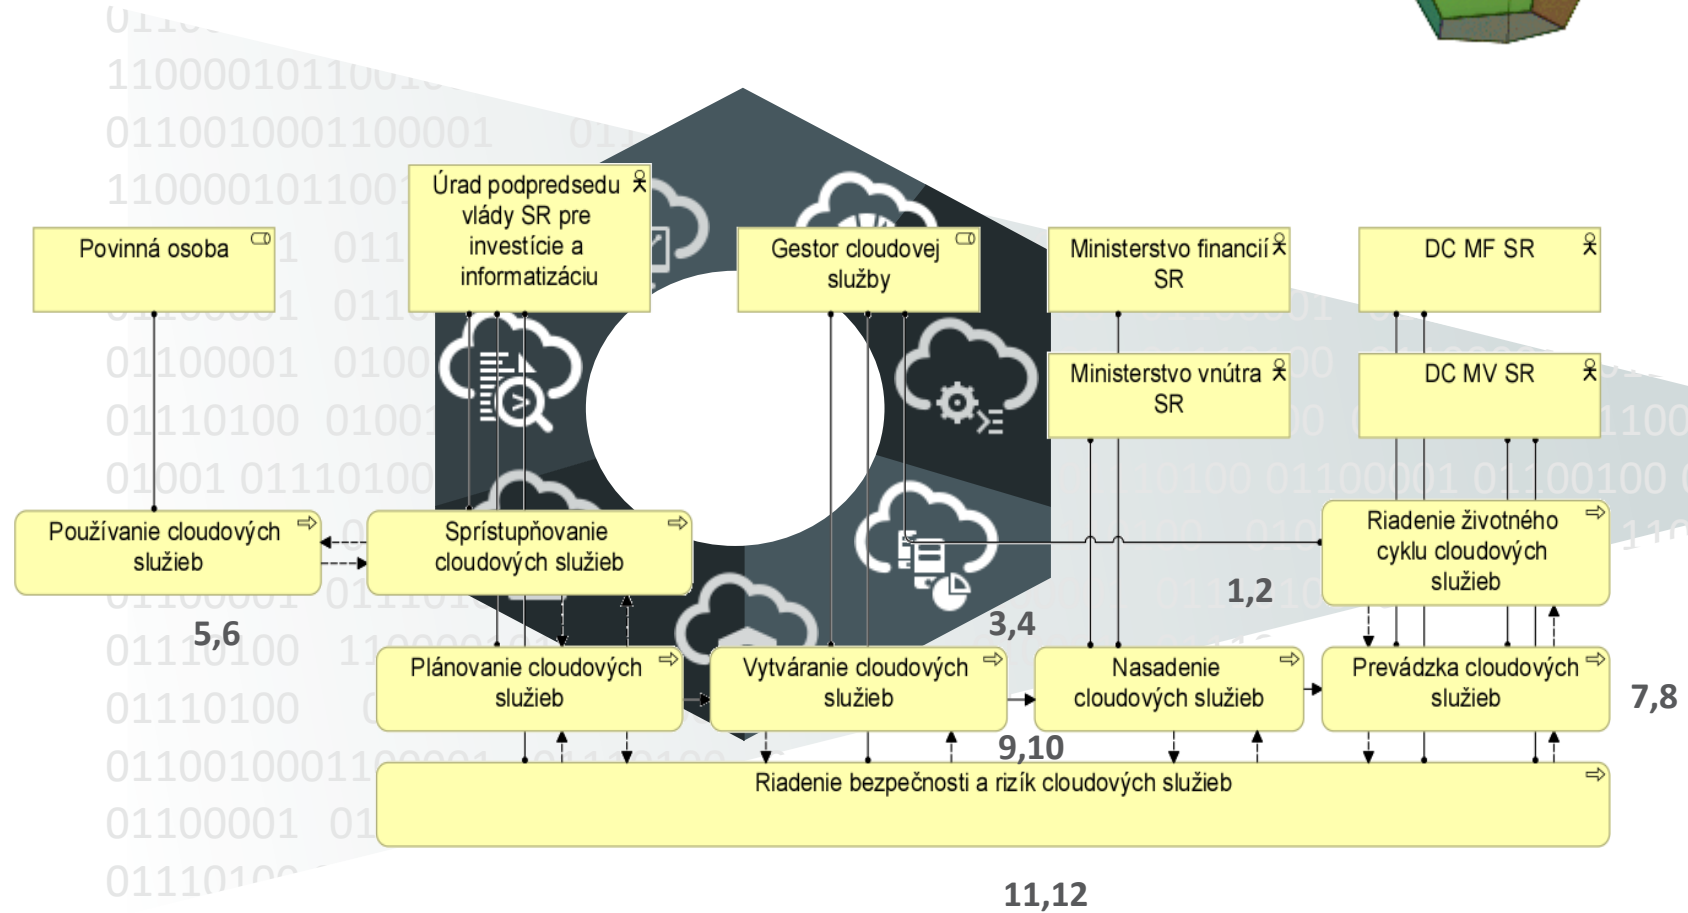 Úrad podpredsedu
vlády SR pre
investície a
informatizáciu
Povinná osoba
Gestor cloudovej
služby
Ministerstvo financií
SR
DC MF SR
Ministerstvo vnútra
SR
DC MV SR
Používanie cloudových
služieb
Sprístupňovanie
cloudových služieb
Riadenie životného
cyklu cloudových
služieb
1,2
3,4
5,6
Plánovanie cloudových
služieb
Vytváranie cloudových
služieb
Nasadenie
cloudových služieb
Prevádzka cloudových
služieb
7,8
9,10
Riadenie bezpečnosti a rizík cloudových služieb
11,12